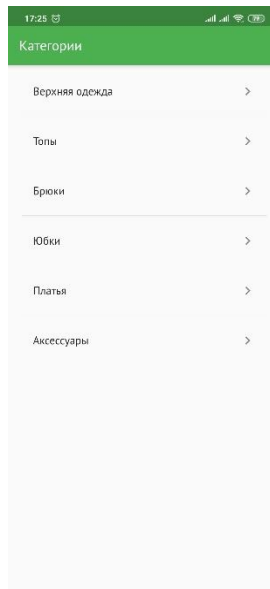 17:25
Категории
Верхняя одежда
Топы
Брюки
Юбки
Платья
Аксессуары